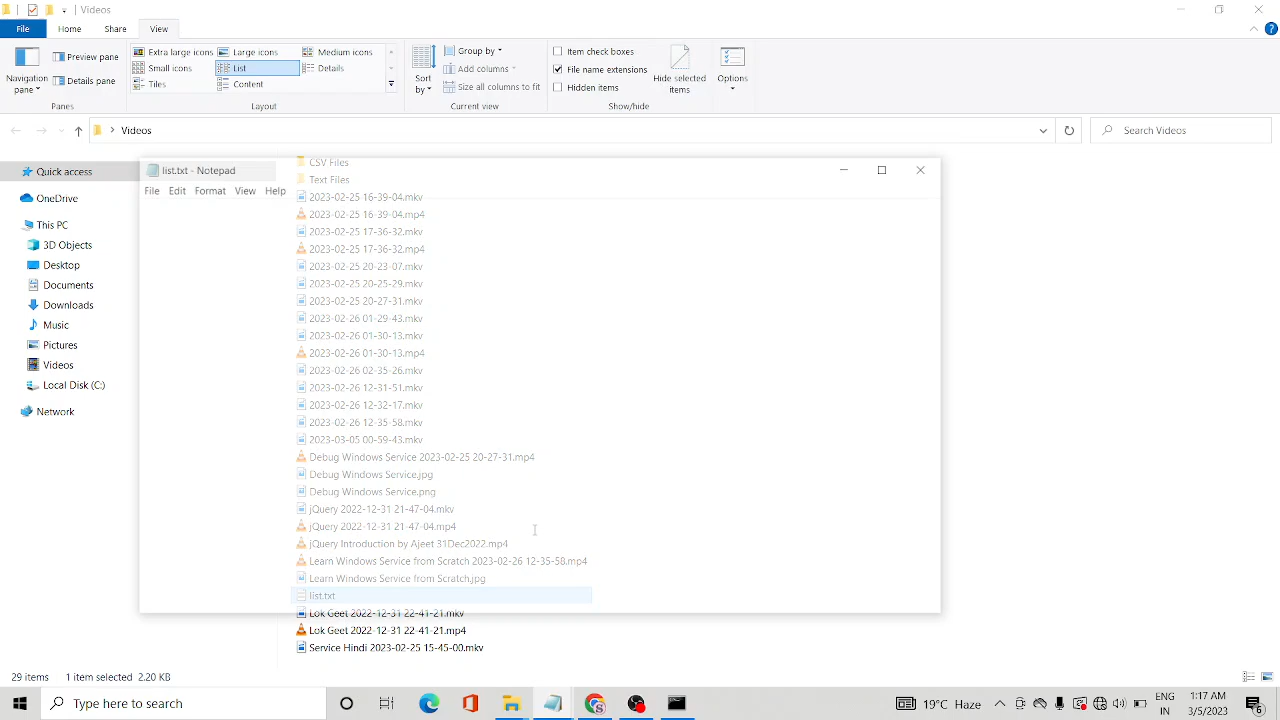 Videos
File Home Share View
Extra large icons Large icons Medium icons
Preview pane
Small icons List Details
Details pane
Tiles Content
Navigation pane
Sort by
Group by
Add columns
Size all columns to fit
Item check boxes
File name extensions
Hidden items
Hide selected items
Options
Panes Layout Current view Show/hide
Videos
Search Videos
Quick access
OneDrive
This PC
3D Objects
Desktop
Documents
Downloads
Music
Pictures
Videos
Local Disk (C:)
Network
list.txt - Notepad
File Edit Format View Help
CSV Files
Text Files
2023-02-25 16-39-04.mkv
2023-02-25 16-39-04.mp4
2023-02-25 17-36-32.mkv
2023-02-25 17-36-32.mp4
2023-02-25 20-23-07.mkv
2023-02-25 20-25-29.mkv
2023-02-25 20-27-31.mkv
2023-02-26 01-29-43.mkv
2023-02-26 01-30-13.mkv
2023-02-26 01-30-13.mp4
2023-02-26 02-35-26.mkv
2023-02-26 12-31-51.mkv
2023-02-26 12-32-17.mkv
2023-02-26 12-35-58.mkv
2023-03-05 00-59-43.mkv
Debug Windows Service 2023-02-25 20-27-31.mp4
Debug Windows Service.jpg
Debug Windows Service.png
jQuery 2022-12-31 21-47-04.mkv
jQuery 2022-12-31 21-47-04.mp4
jQuery Introduction by Ajeet 31Dec2022.mp4
Learn Windows Service from Scratch 2023-02-26 12-35-58.mp4
Learn Windows Service from Scratch.jpg
list.txt
Lok Geet 2022-12-31 22-41-21.mkv
Lok Geet 2022-12-31 22-41-21.mp4
Service Hindi 2023-02-25 15-45-00.mkv
29 items 1 item selected 2.20 KB
Type here to search
19°C Haze
ENG
IN
1:17 AM
3/5/2023
6